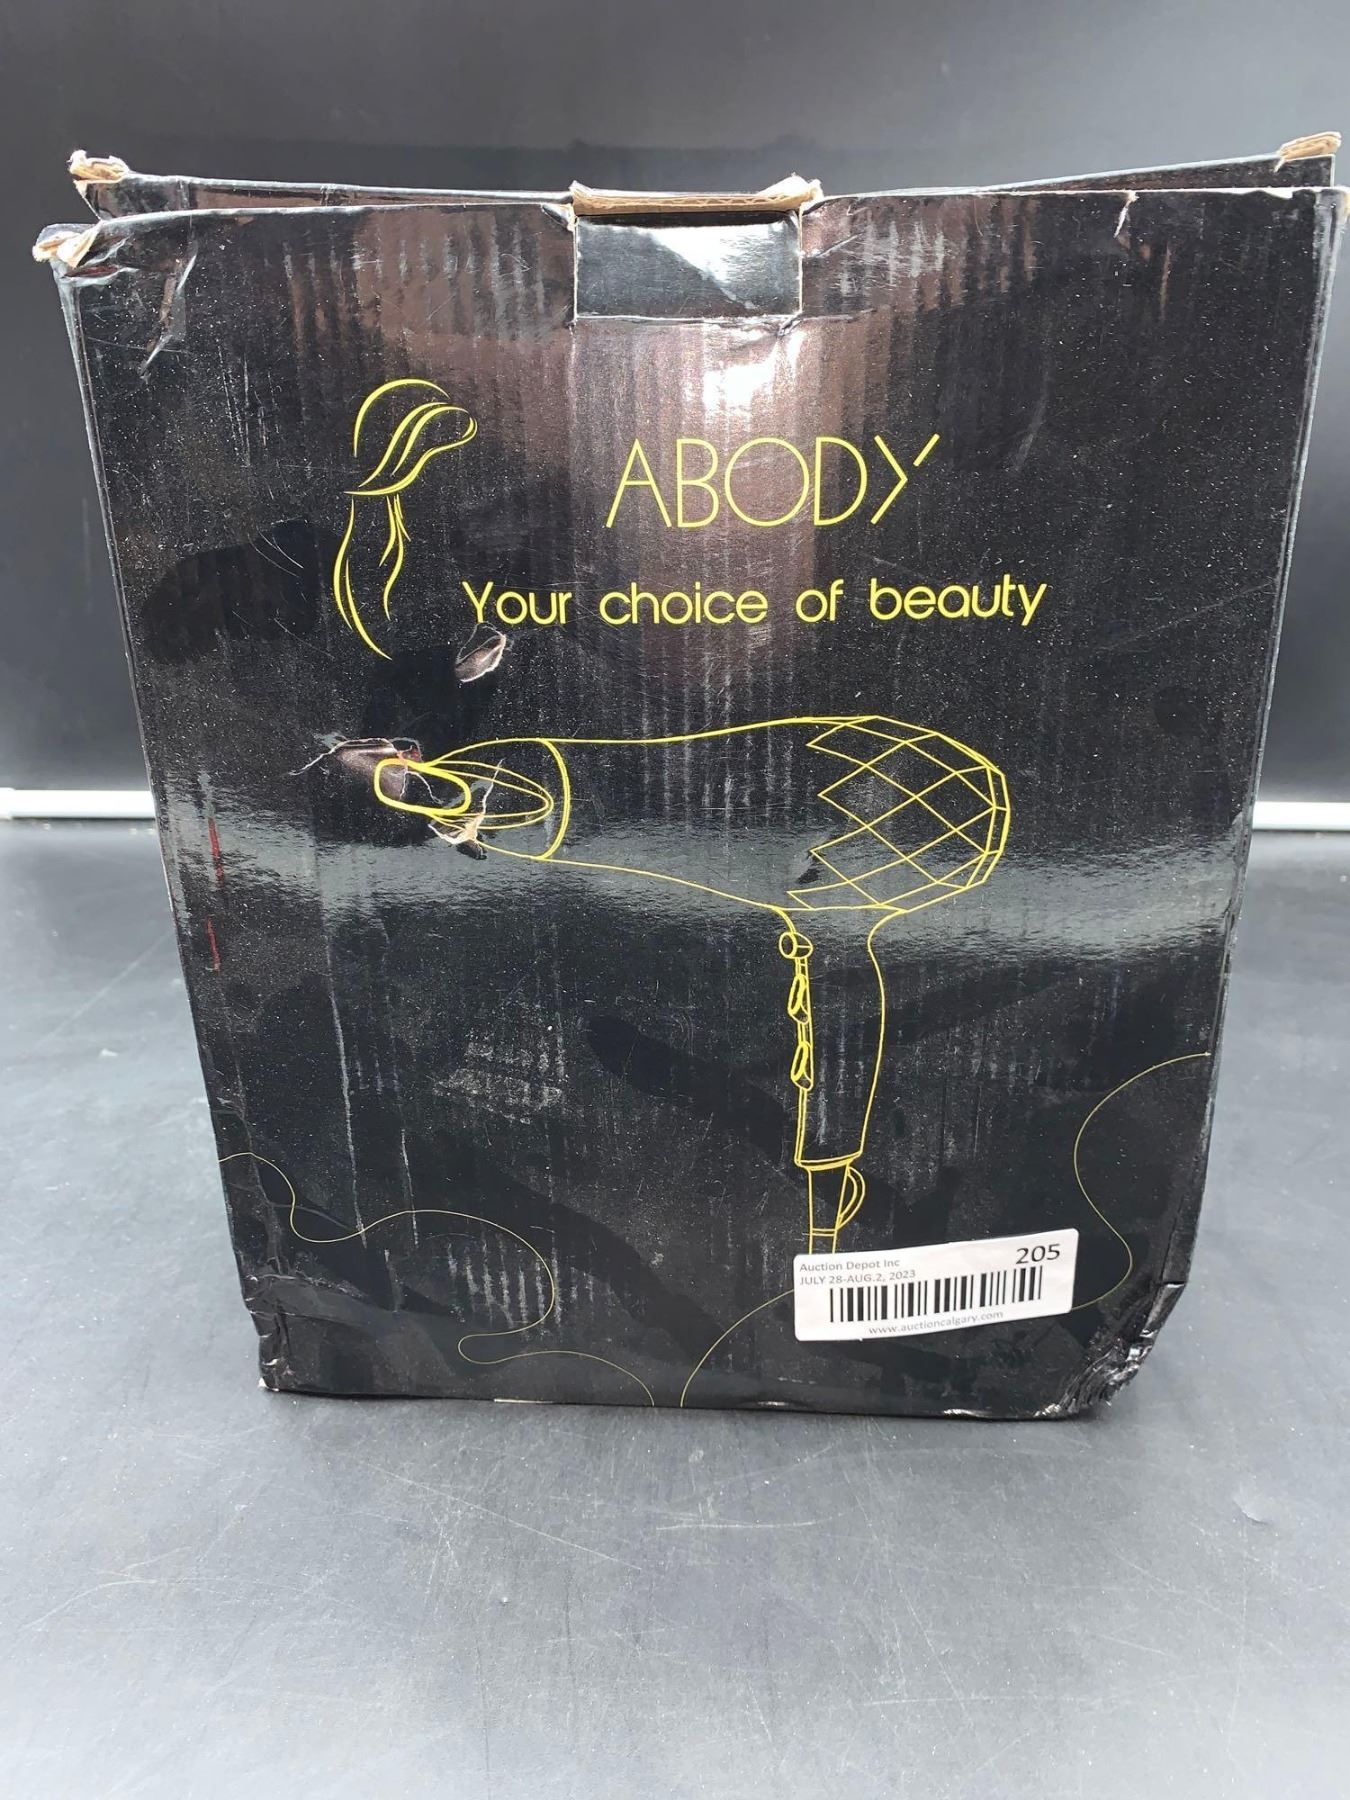 ABODY
Your choice of beauty
Auction Depot Inc
205
JULY 28-AUG.2, 2023
www.auctioncalgary.com